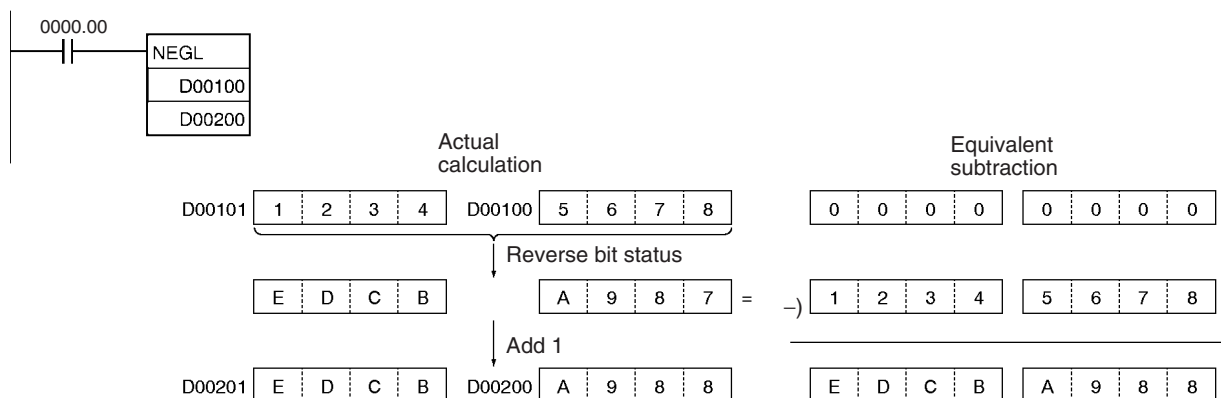 0000.00
NEGL
D00100
D00200
Actual
calculation
Equivalent
subtraction
D00101 1 2 3 4 D00100 5 6 7 8 0 0 0 0 0 0 0 0
Reverse bit status
E D C B A 9 8 7 = –) 1 2 3 4 5 6 7 8
Add 1
D00201 E D C B D00200 A 9 8 8 E D C B A 9 8 8